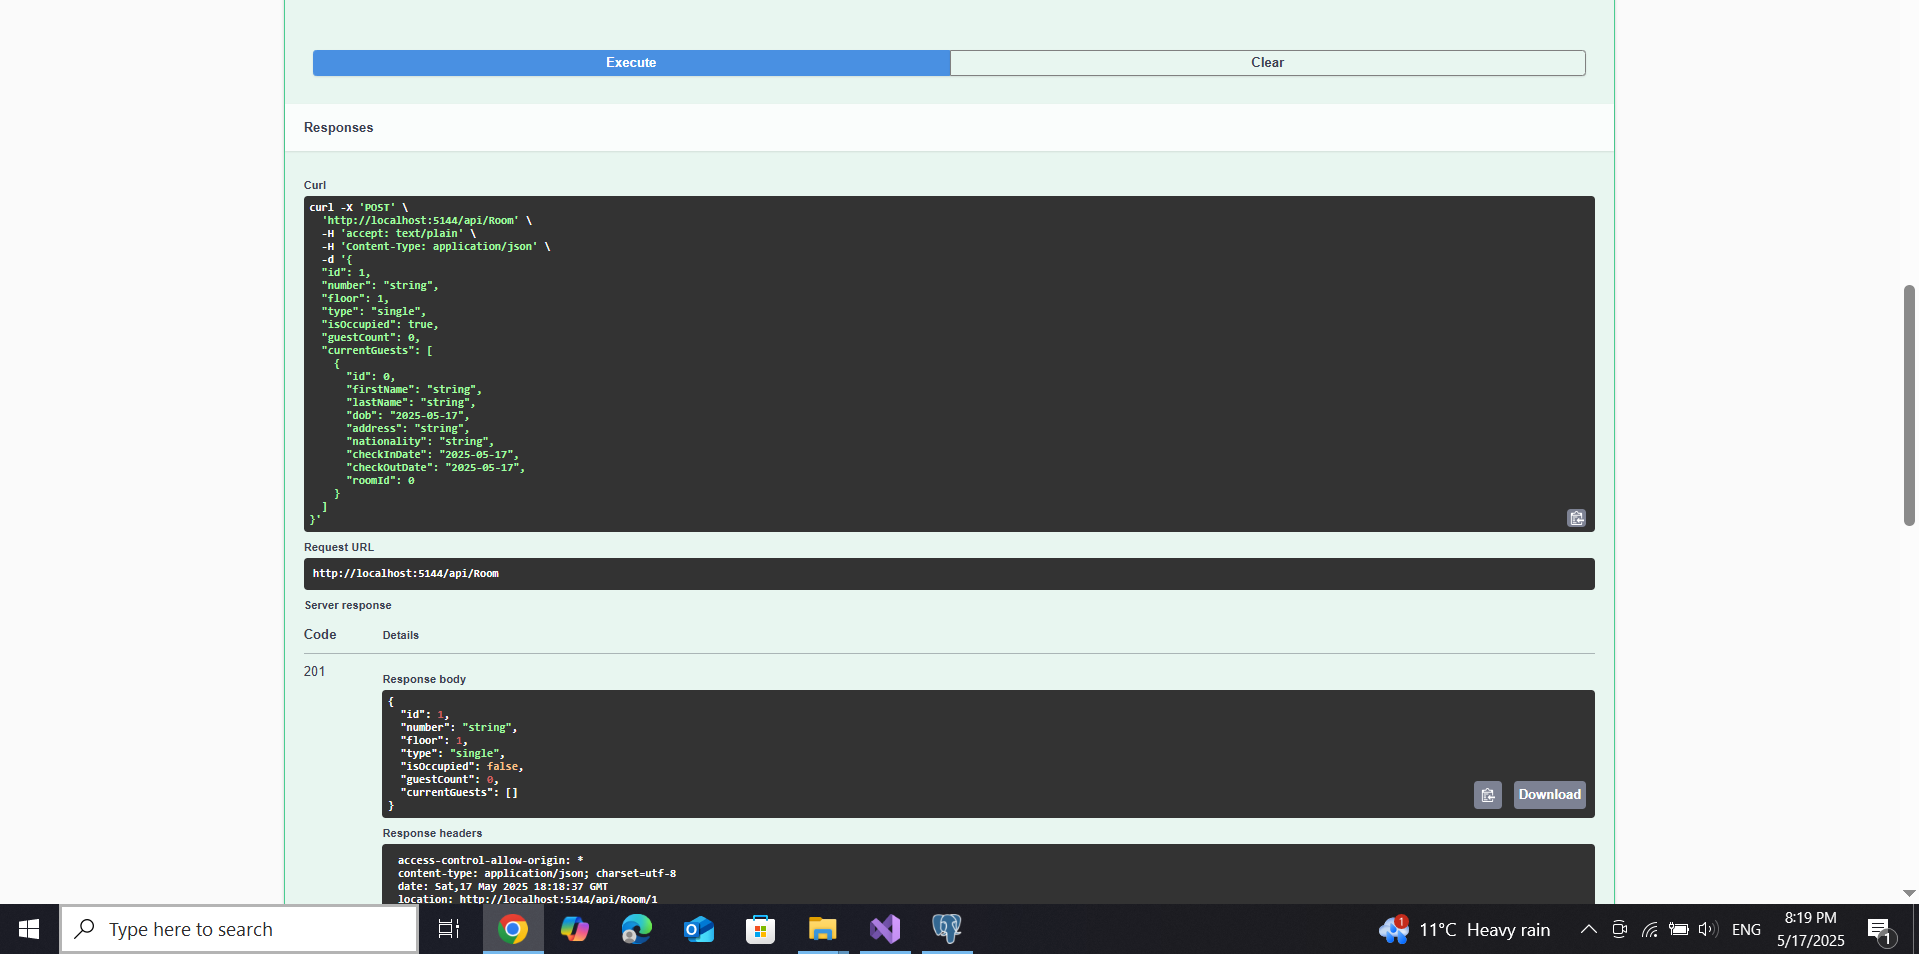 Execute
Clear
Responses
Curl
curl -X 'POST' \
'http://localhost:5144/api/Room' \
-H 'accept: text/plain' \
-H 'Content-Type: application/json' \
-d '{
"id": 1,
"number": "string",
"floor": 1,
"type": "single",
"isOccupied": true,
"guestCount": 0,
"currentGuests": [
{
"id": 0,
"firstName": "string",
"lastName": "string",
"dob": "2025-05-17",
"address": "string",
"nationality": "string",
"checkInDate": "2025-05-17",
"checkOutDate": "2025-05-17",
"roomId": 0
}
]
}'
Request URL
http://localhost:5144/api/Room
Server response
Code Details
201
Response body
{
"id": 1,
"number": "string",
"floor": 1,
"type": "single",
"isOccupied": false,
"guestCount": 0,
"currentGuests": []
}
Download
Response headers
access-control-allow-origin: *
content-type: application/json; charset=utf-8
date: Sat,17 May 2025 18:18:37 GMT
location: http://localhost:5144/api/Room/1
Type here to search
1
11°C Heavy rain
ENG
8:19 PM
5/17/2025
1